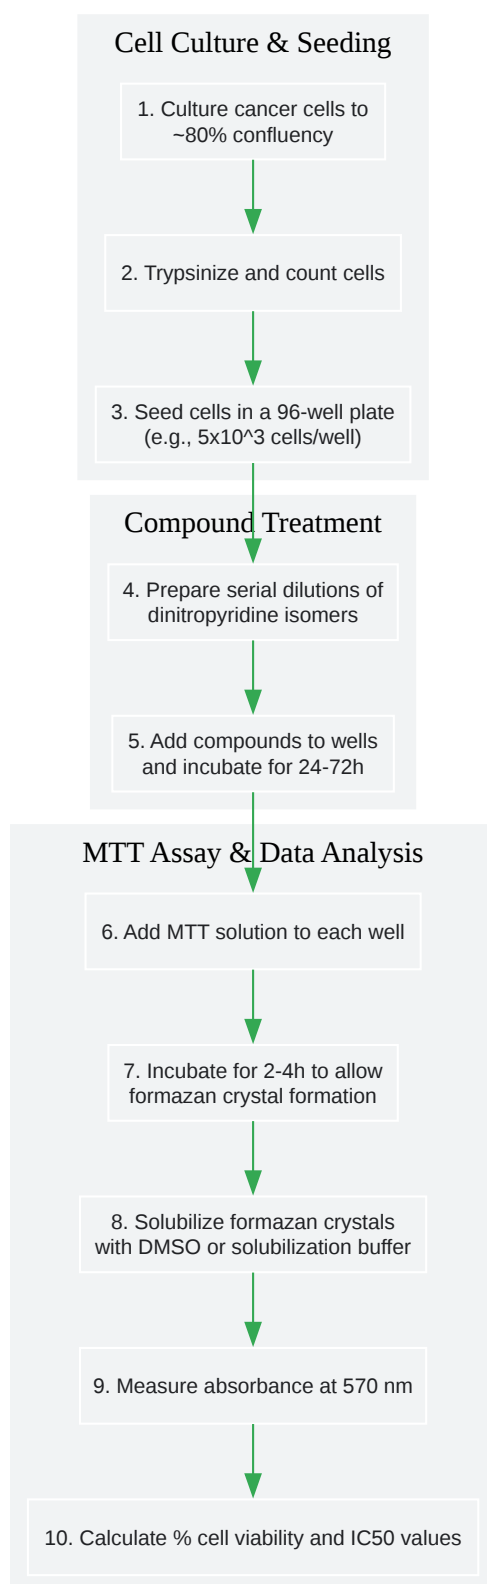 Cell Culture & Seeding
1. Culture cancer cells to
~80% confluency
2. Trypsinize and count cells
3. Seed cells in a 96-well plate
(e.g., 5x10^3 cells/well)
Compound Treatment
4. Prepare serial dilutions of
dinitropyridine isomers
5. Add compounds to wells
and incubate for 24-72h
MTT Assay & Data Analysis
6. Add MTT solution to each well
7. Incubate for 2-4h to allow
formazan crystal formation
8. Solubilize formazan crystals
with DMSO or solubilization buffer
9. Measure absorbance at 570 nm
10. Calculate % cell viability and IC50 values